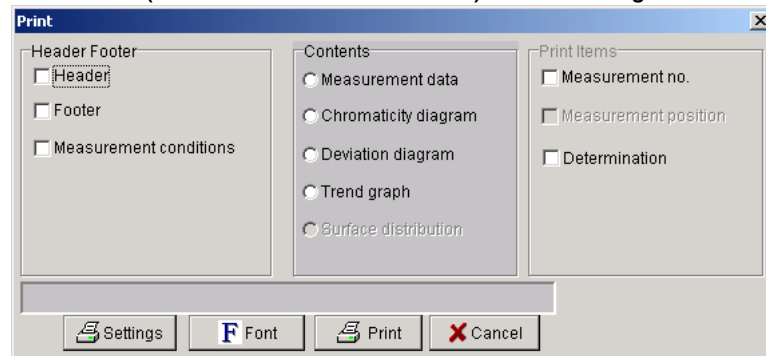 Print
Header Footer
Header
Footer
Measurement conditions
Contents
Measurement data
Chromaticity diagram
Deviation diagram
Trend graph
Surface distribution
Print Items
Measurement no.
Measurement position
Determination
Settings
F Font
Print
Cancel